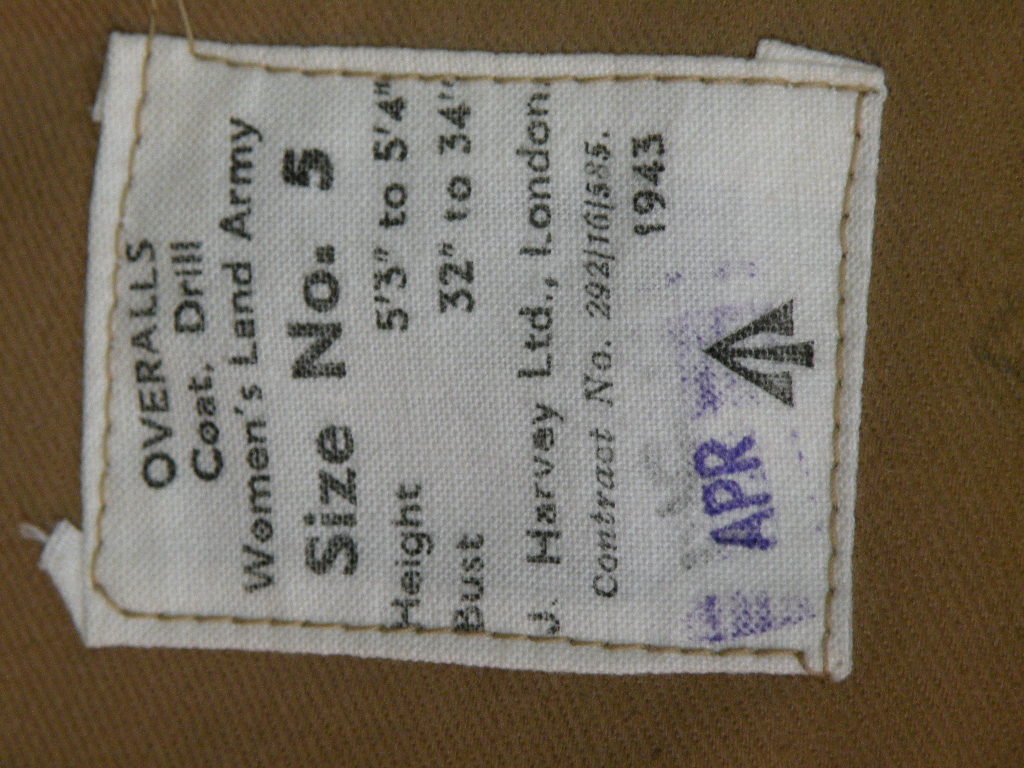 OVERALLS
Coat. Drill
Women's Land Army
Size No. 5
Height 5'3" to 5'4"
Bust 32" to 34"
J. Harvey Ltd., London.
Contract No. 292/16/585.
1943
APR